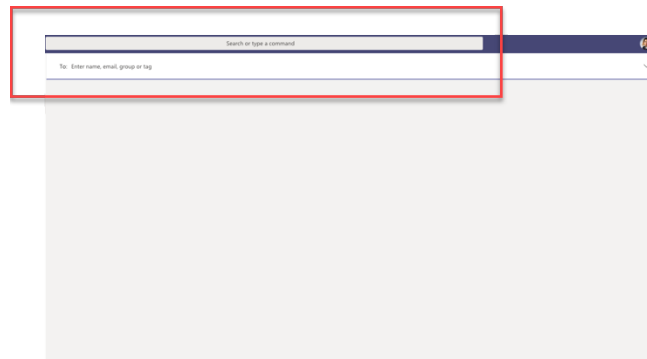 Search or type a command
To: Enter name, email, group or tag